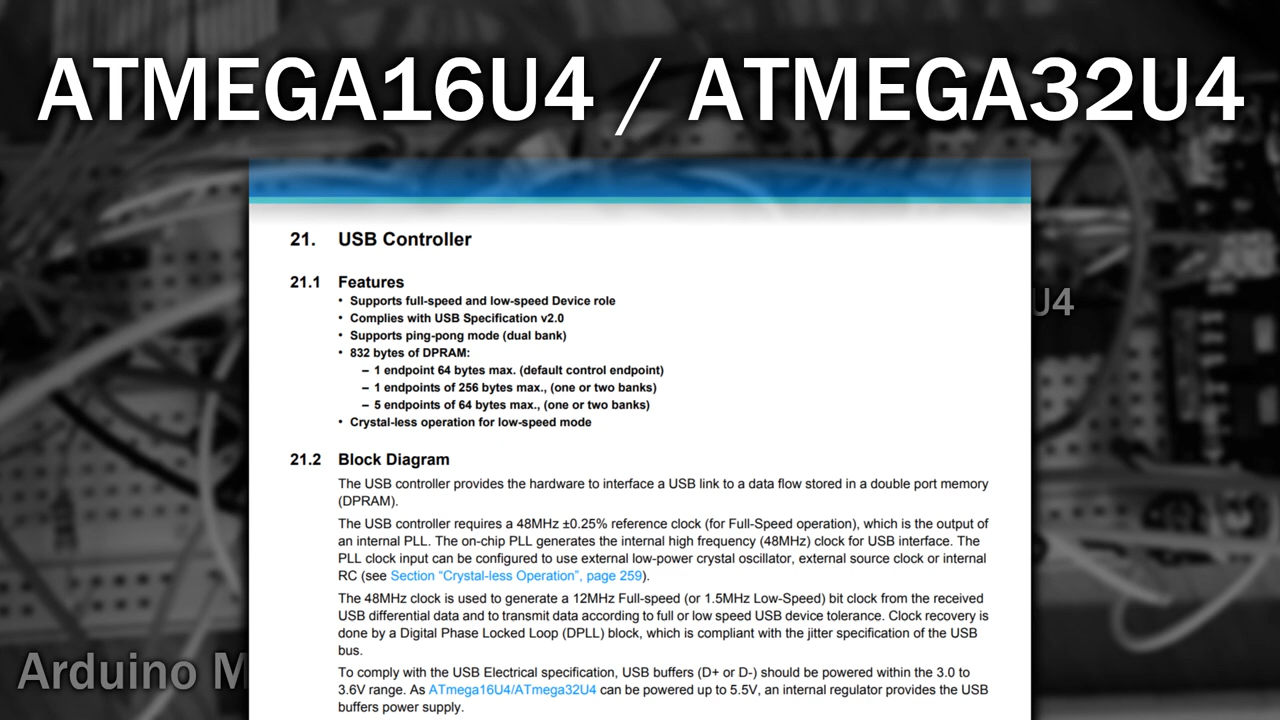 ATMEGA16U4 / ATMEGA32U4
21. USB Controller
21.1 Features
• Supports full-speed and low-speed Device role
• Complies with USB Specification v2.0
• Supports ping-pong mode (dual bank)
• 832 bytes of DPRAM:
– 1 endpoint 64 bytes max. (default control endpoint)
– 1 endpoints of 256 bytes max., (one or two banks)
– 5 endpoints of 64 bytes max., (one or two banks)
• Crystal-less operation for low-speed mode
U4
21.2 Block Diagram
The USB controller provides the hardware to interface a USB link to a data flow stored in a double port memory
(DPRAM).
The USB controller requires a 48MHz ±0.25% reference clock (for Full-Speed operation), which is the output of
an internal PLL. The on-chip PLL generates the internal high frequency (48MHz) clock for USB interface. The
PLL clock input can be configured to use external low-power crystal oscillator, external source clock or internal
RC (see Section “Crystal-less Operation”, page 259).
The 48MHz clock is used to generate a 12MHz Full-speed (or 1.5MHz Low-Speed) bit clock from the received
USB differential data and to transmit data according to full or low speed USB device tolerance. Clock recovery is
done by a Digital Phase Locked Loop (DPLL) block, which is compliant with the jitter specification of the USB
bus.
To comply with the USB Electrical specification, USB buffers (D+ or D-) should be powered within the 3.0 to
3.6V range. As ATmega16U4/ATmega32U4 can be powered up to 5.5V, an internal regulator provides the USB
buffers power supply.
Arduino M